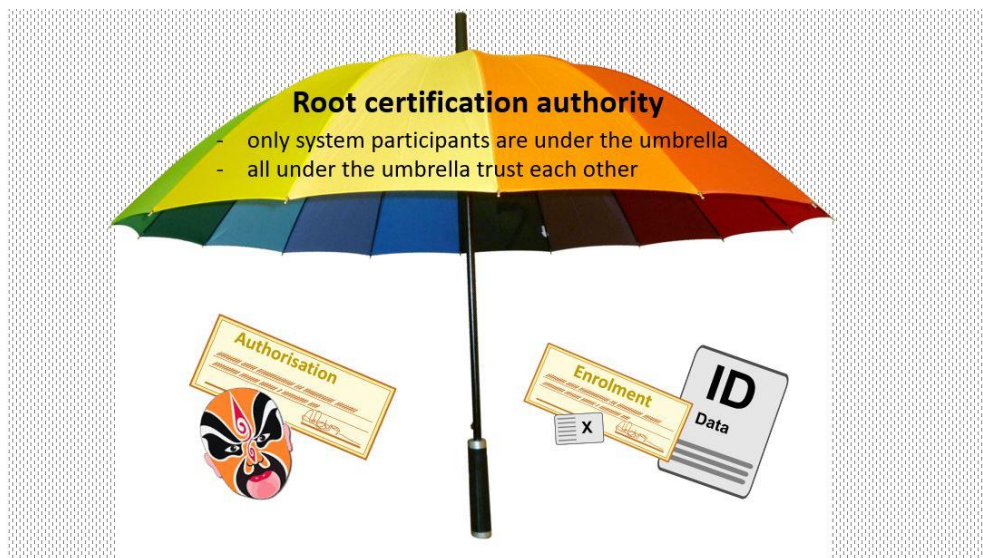 Root certification authority
- only system participants are under the umbrella
- all under the umbrella trust each other
Authorisation
Enrolment
X
ID
Data